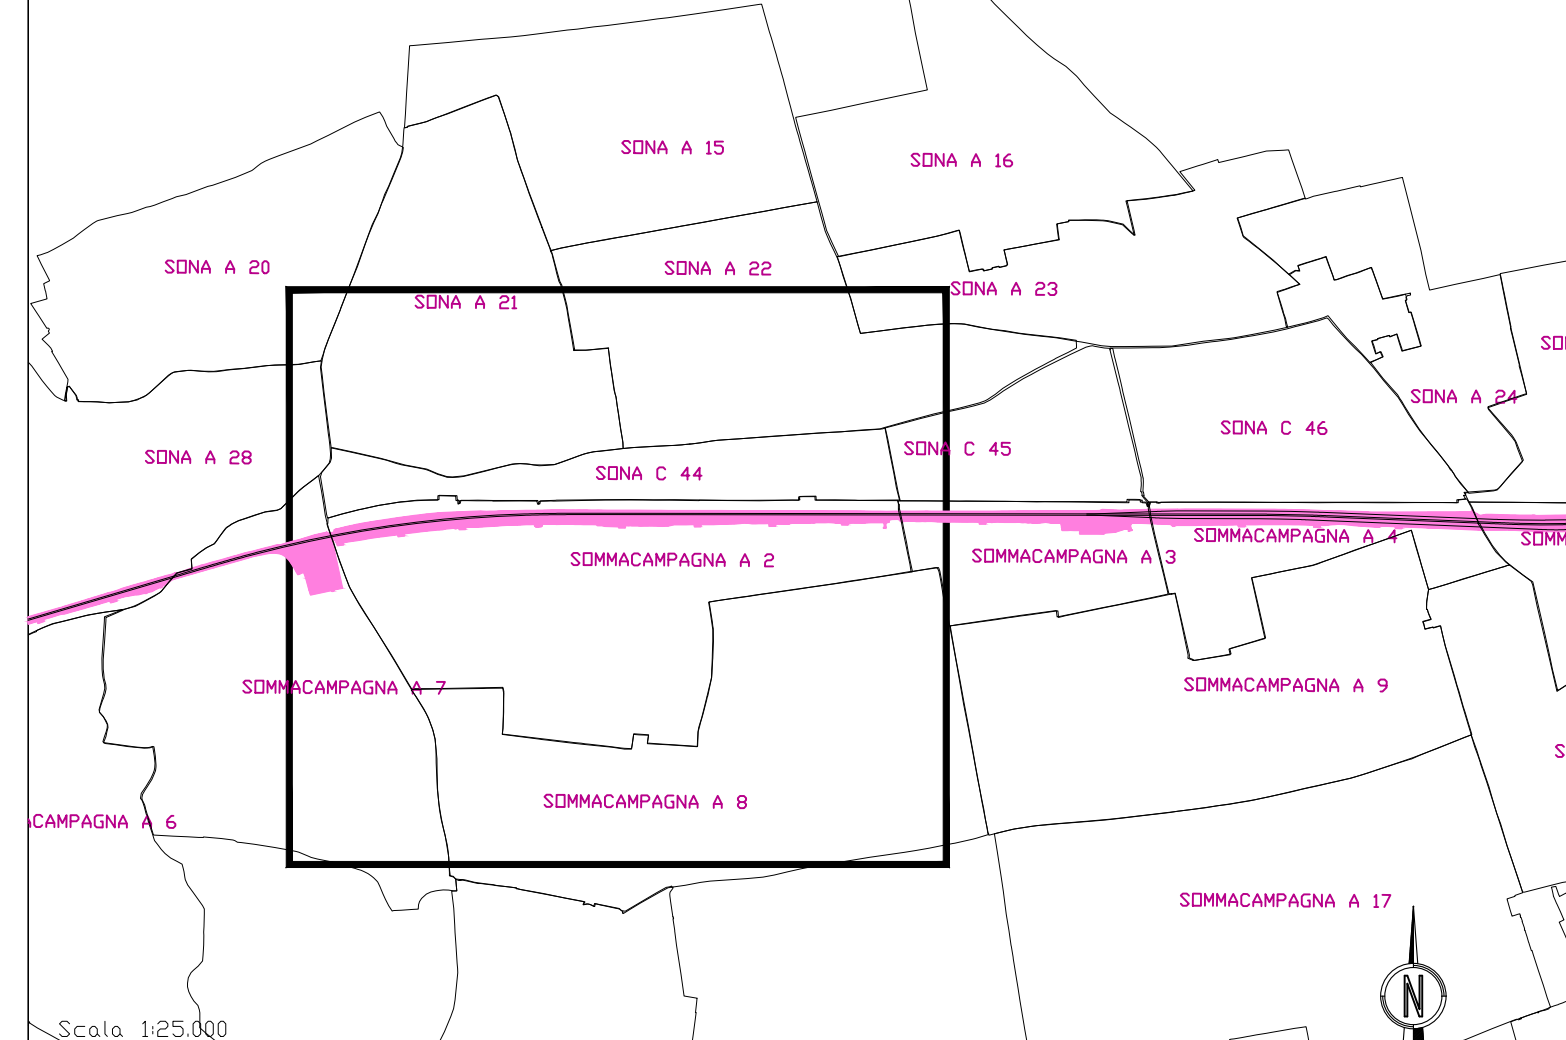 SONA A 15
SONA A 16
SONA A 20
SONA A 22
SONA A 23
SONA A 21
SONA A 24
SONA C 46
SONA C 45
SONA A 28
SONA C 44
SOMMACAMPAGNA A 4
SOMMACAMPAGNA A 3
SOMMACAMPAGNA A 2
SOMMACAMPAGNA A 9
SOMMACAMPAGNA A 7
SOMMACAMPAGNA A 8
CAMPAGNA A 6
SOMMACAMPAGNA A 17
N
Scala 1:25.000